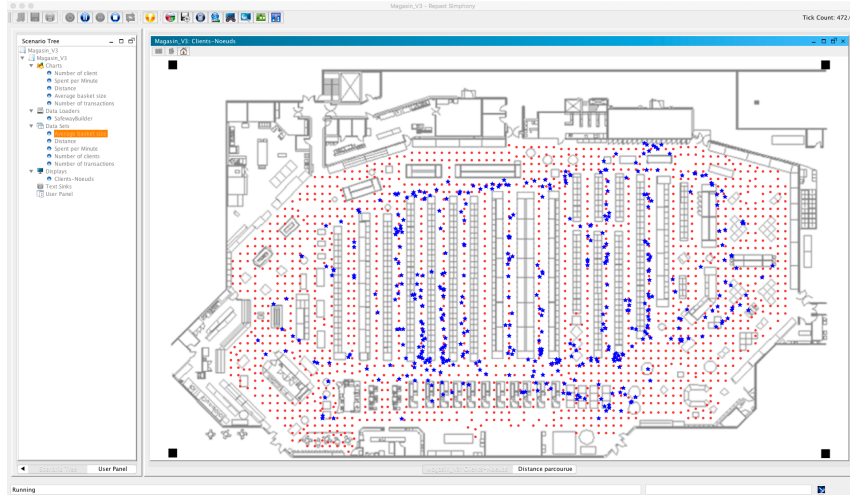 Magasin_V3 - Repast Simphony
Tick Count: 472.
Scenario Tree
Magasin_V3
Magasin_V3
Charts
Number of client
Spent per Minute
Distance
Average basket size
Number of transactions
Data Loaders
SafewayBuilder
Data Sets
Average basket size
Distance
Spent per Minute
Number of clients
Number of transactions
Displays
Clients-Noeuds
Text Sinks
User Panel
Magasin_V3: Clients-Noeuds
Scenario Tree
User Panel
Magasin_V3: Clients-Noeuds
Distance parcourue
Running